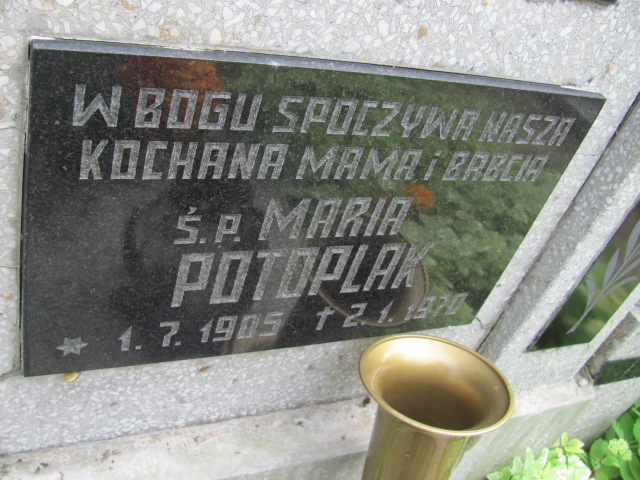 W BOGU SPOCZYWA NASZA
KOCHANA MAMA i BABCIA
Ś.P. MARIA
POTOPLAK
* 1.7.1905 † 2.1.1970